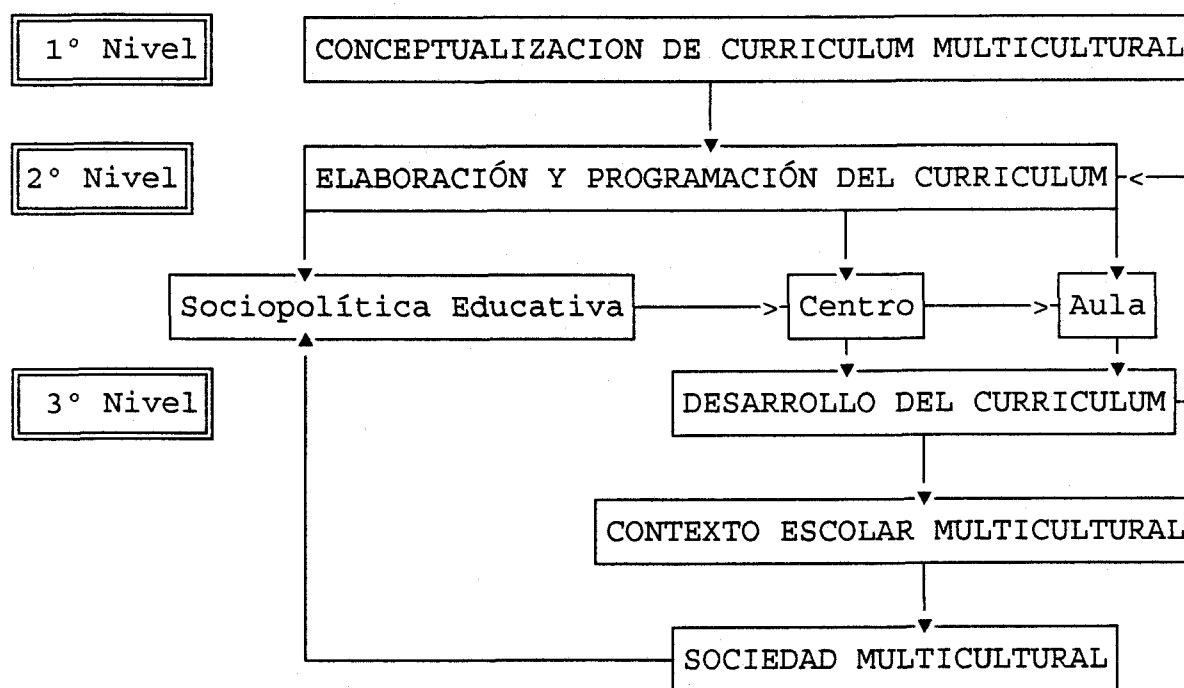 1° Nivel
CONCEPTUALIZACION DE CURRICULUM MULTICULTURAL
2° Nivel
ELABORACIÓN Y PROGRAMACIÓN DEL CURRICULUM
Sociopolítica Educativa
Centro
Aula
3° Nivel
DESARROLLO DEL CURRICULUM
CONTEXTO ESCOLAR MULTICULTURAL
SOCIEDAD MULTICULTURAL